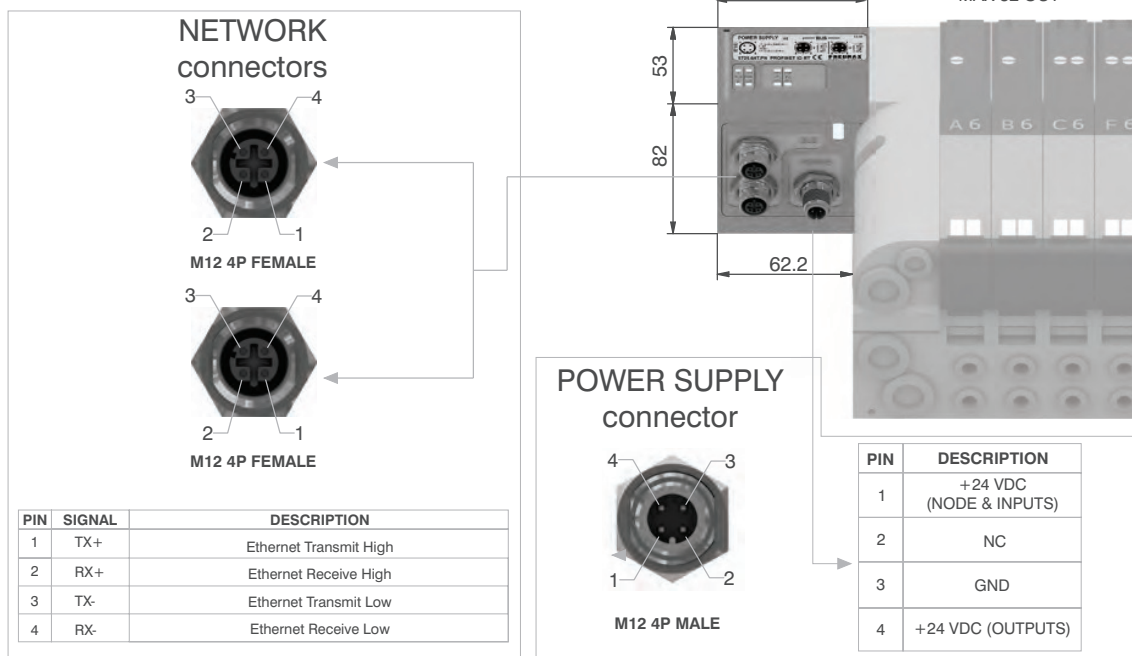 NETWORK
connectors
3 4
2 1
M12 4P FEMALE
3 4
2 1
M12 4P FEMALE
PIN SIGNAL DESCRIPTION
1 TX+ Ethernet Transmit High
2 RX+ Ethernet Receive High
3 TX- Ethernet Transmit Low
4 RX- Ethernet Receive Low
53
82
62.2
POWER SUPPLY
A 6 B 6 C 6 F 6
POWER SUPPLY
connector
4 3
1 2
M12 4P MALE
PIN DESCRIPTION
1 +24 VDC
(NODE & INPUTS)
2 NC
3 GND
4 +24 VDC (OUTPUTS)